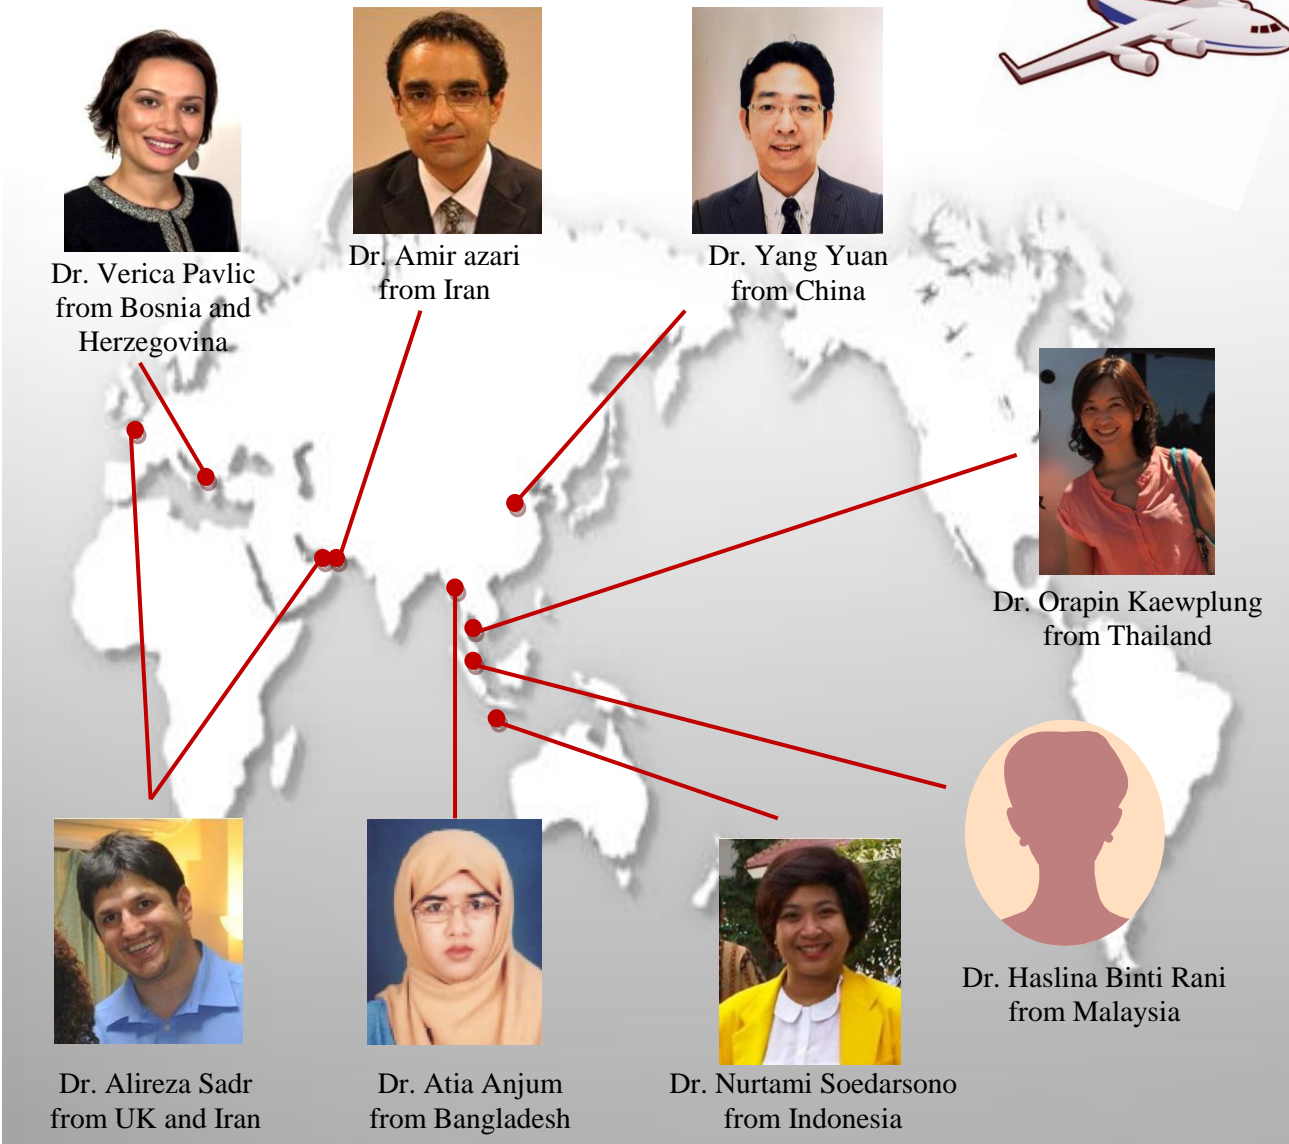 Dr. Verica Pavlic
from Bosnia and
Herzegovina
Dr. Amir azari
from Iran
Dr. Yang Yuan
from China
Dr. Orapin Kaewplung
from Thailand
Dr. Haslina Binti Rani
from Malaysia
Dr. Alireza Sadr
from UK and Iran
Dr. Atia Anjum
from Bangladesh
Dr. Nurtami Soedarsono
from Indonesia